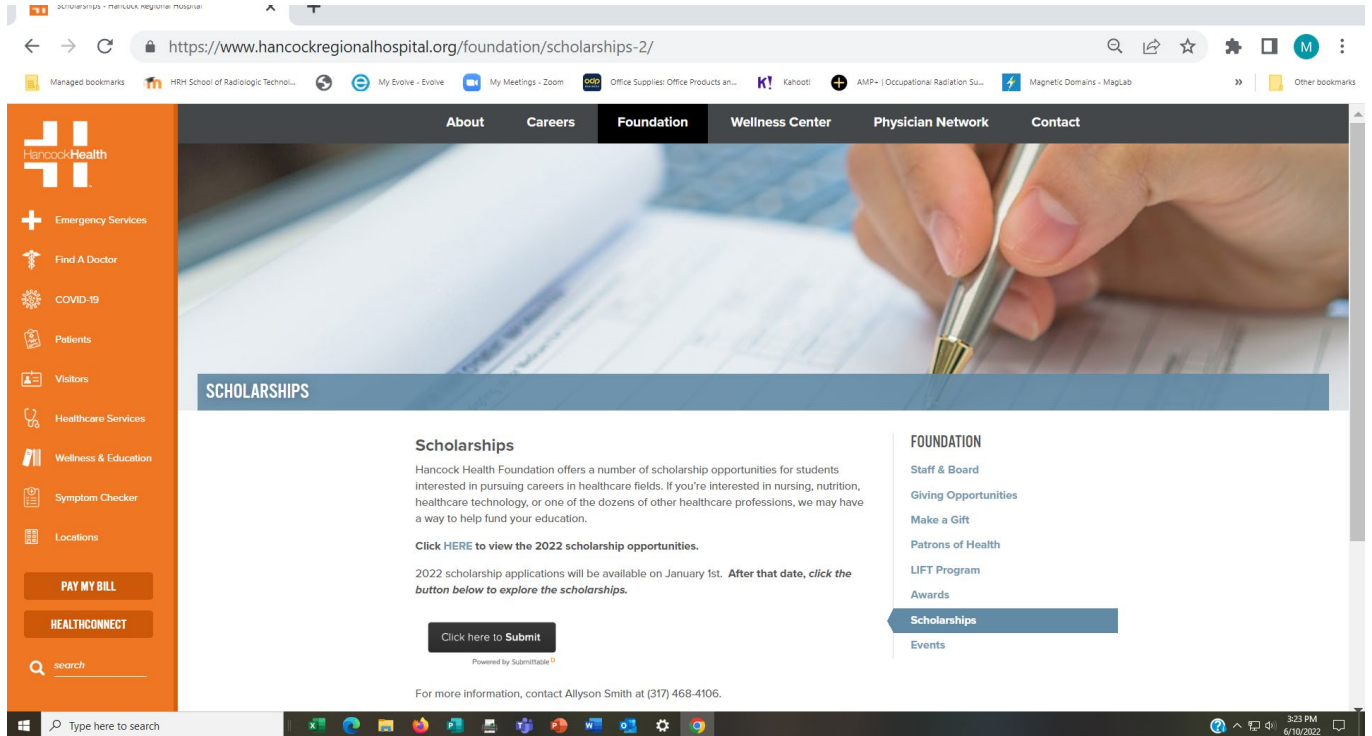 Scholarships - Hancock Regional Hospital
https://www.hancockregionalhospital.org/foundation/scholarships-2/
M
Managed bookmarks
HRH School of Radiologic Technol...
My Evolve - Evolve
My Meetings - Zoom
Office Supplies: Office Products an...
K! Kahoot!
AMP+ | Occupational Radiation Su...
Magnetic Domains - MagLab
»
Other bookmarks
HancockHealth
About Careers Foundation Wellness Center Physician Network Contact
Emergency Services
Find A Doctor
COVID-19
Patients
Visitors
Healthcare Services
Wellness & Education
Symptom Checker
Locations
PAY MY BILL
HEALTHCONNECT
search
SCHOLARSHIPS
Scholarships
Hancock Health Foundation offers a number of scholarship opportunities for students
interested in pursuing careers in healthcare fields. If you're interested in nursing, nutrition,
healthcare technology, or one of the dozens of other healthcare professions, we may have
a way to help fund your education.
Click HERE to view the 2022 scholarship opportunities.
2022 scholarship applications will be available on January 1st. After that date, click the
button below to explore the scholarships.
Click here to Submit
Powered by Submittable
For more information, contact Allyson Smith at (317) 468-4106.
FOUNDATION
Staff & Board
Giving Opportunities
Make a Gift
Patrons of Health
LIFT Program
Awards
Scholarships
Events
Type here to search
3:23 PM
6/10/2022